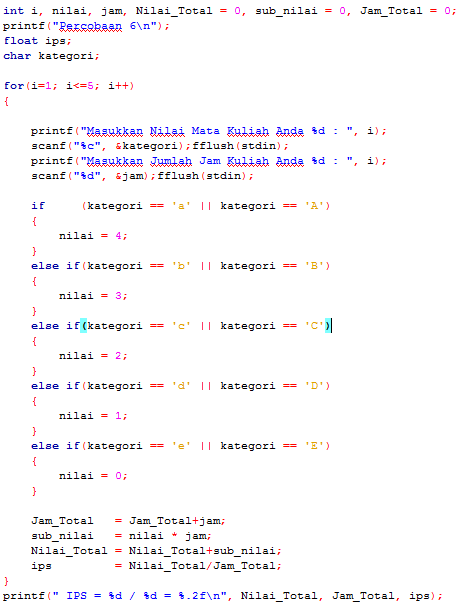 int i, nilai, jam, Nilai_Total = 0, sub_nilai = 0, Jam_Total = 0;
printf("Percobaan 6\n");
float ips;
char kategori;
for(i=1; i<=5; i++)
{
printf("Masukkan Nilai Mata Kuliah Anda %d : ", i);
scanf("%c", &kategori);fflush(stdin);
printf("Masukkan Jumlah Jam Kuliah Anda %d : ", i);
scanf("%d", &jam);fflush(stdin);
if (kategori == 'a' || kategori == 'A')
{
nilai = 4;
}
else if(kategori == 'b' || kategori == 'B')
{
nilai = 3;
}
else if(kategori == 'c' || kategori == 'C')
{
nilai = 2;
}
else if(kategori == 'd' || kategori == 'D')
{
nilai = 1;
}
else if(kategori == 'e' || kategori == 'E')
{
nilai = 0;
}
Jam_Total = Jam_Total+jam;
sub_nilai = nilai * jam;
Nilai_Total = Nilai_Total+sub_nilai;
ips = Nilai_Total/Jam_Total;
}
printf(" IPS = %d / %d = %.2f\n", Nilai_Total, Jam_Total, ips);